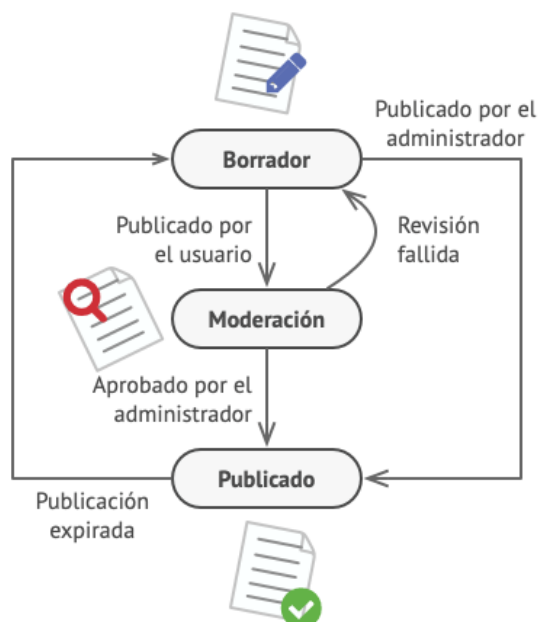 Publicado por el
administrador
Borrador
Publicado por
el usuario
Revisión
fallida
Moderación
Aprobado por el
administrador
Publicado
Publicación
expirada